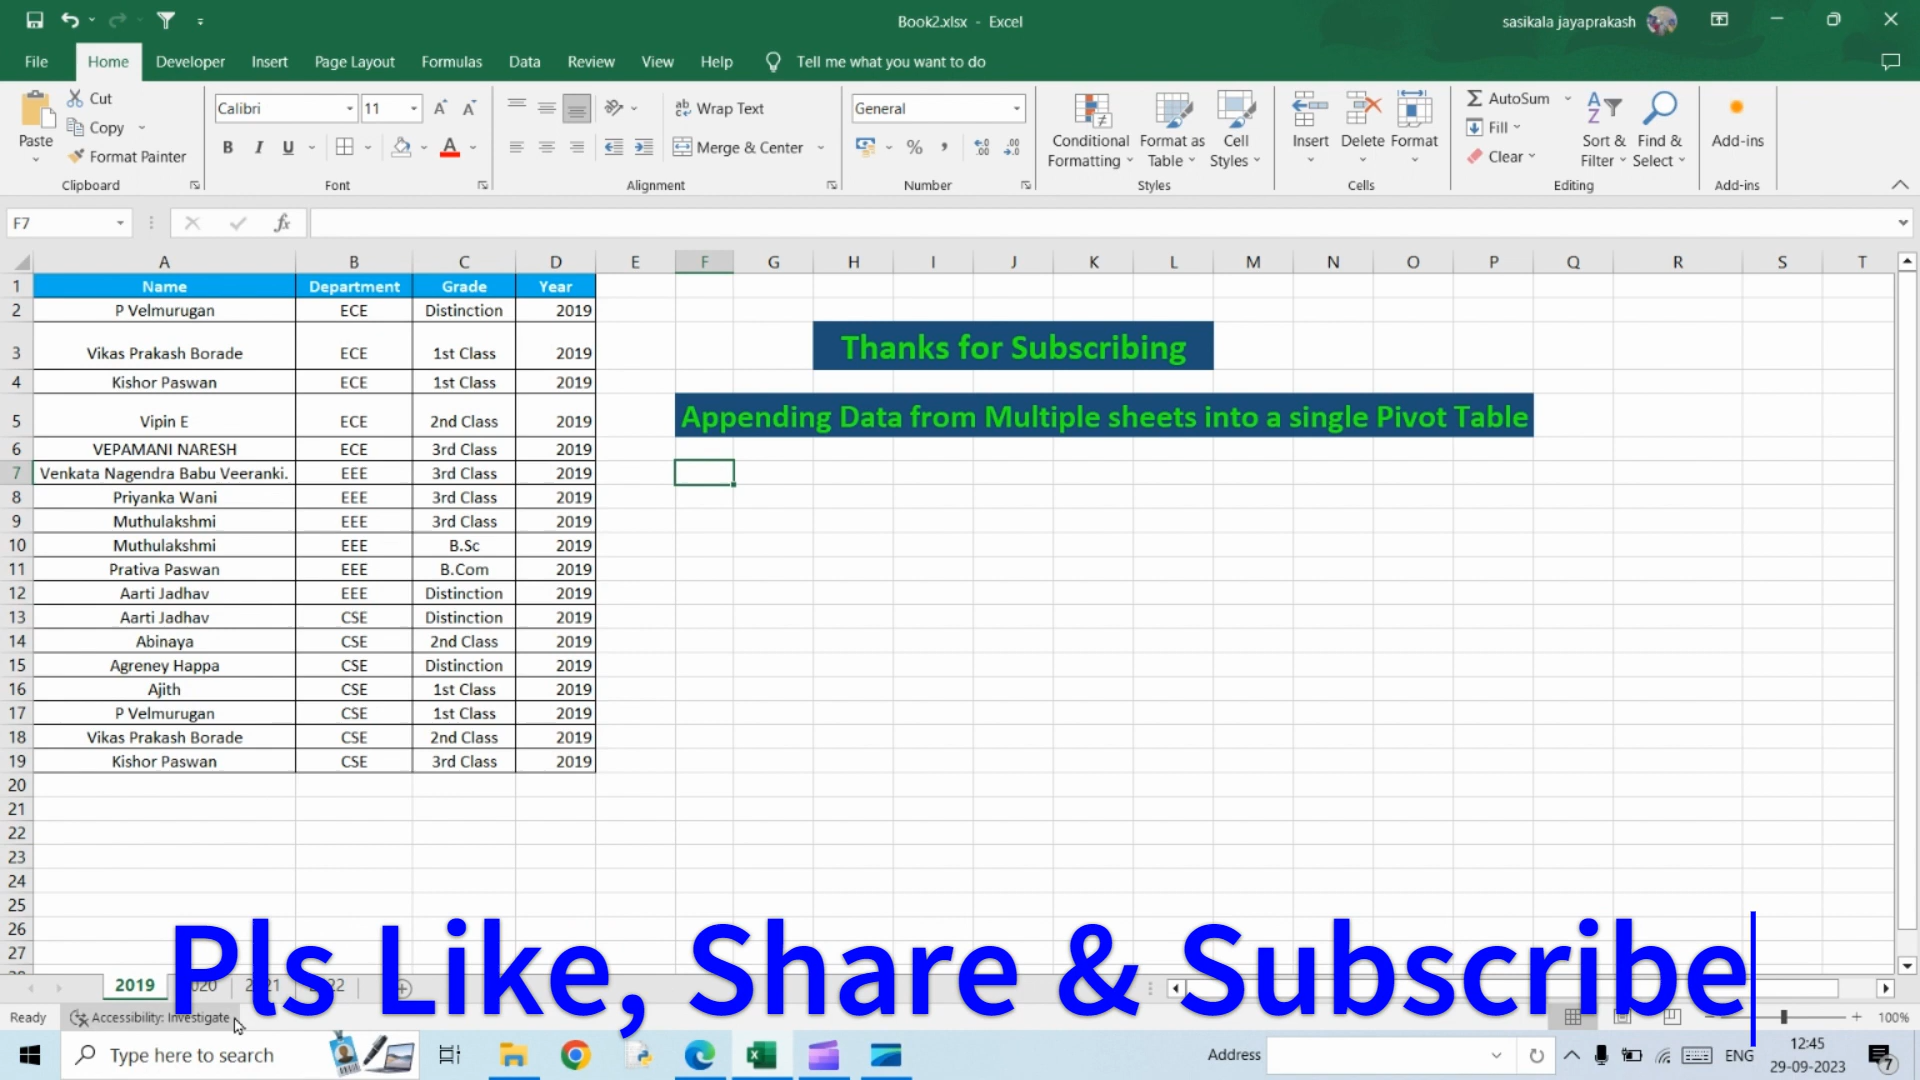 Book2.xlsx - Excel
sasikala jayaprakash
File Home Developer Insert Page Layout Formulas Data Review View Help Tell me what you want to do
Paste
Cut
Copy
Format Painter
Clipboard
Calibri 11
B I U
Font
Wrap Text
Merge & Center
Alignment
General
Number
Conditional Formatting
Format as Table
Cell Styles
Styles
Insert Delete Format
Cells
AutoSum
Fill
Clear
Sort & Filter
Find & Select
Editing
Add-ins
Add-ins
F7 fx
A B C D E F G H I J K L M N O P Q R S T
1 Name Department Grade Year
2 P Velmurugan ECE Distinction 2019
3 Vikas Prakash Borade ECE 1st Class 2019
4 Kishor Paswan ECE 1st Class 2019
5 Vipin E ECE 2nd Class 2019
6 VEPAMANI NARESH ECE 3rd Class 2019
7 Venkata Nagendra Babu Veeranki. EEE 3rd Class 2019
8 Priyanka Wani EEE 3rd Class 2019
9 Muthulakshmi EEE 3rd Class 2019
10 Muthulakshmi EEE B.Sc 2019
11 Prativa Paswan EEE B.Com 2019
12 Aarti Jadhav EEE Distinction 2019
13 Aarti Jadhav CSE Distinction 2019
14 Abinaya CSE 2nd Class 2019
15 Agreney Happa CSE Distinction 2019
16 Ajith CSE 1st Class 2019
17 P Velmurugan CSE 1st Class 2019
18 Vikas Prakash Borade CSE 2nd Class 2019
19 Kishor Paswan CSE 3rd Class 2019
20
21
22
23
24
25
26
27
Thanks for Subscribing
Appending Data from Multiple sheets into a single Pivot Table
Pls Like, Share & Subscribe
2019
Ready Accessibility: Investigate 100%
Type here to search
Address
ENG
12:45
29-09-2023
7